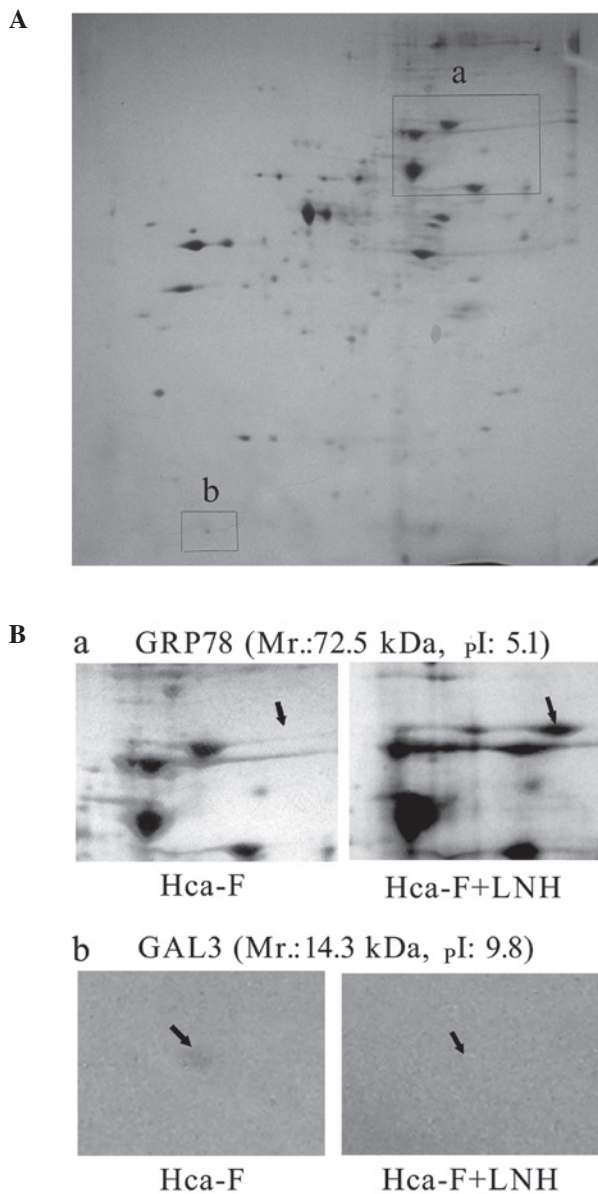 A
a
b
B
a GRP78 (Mr.:72.5 kDa, pI: 5.1)
Hca-F Hca-F+LNH
b GAL3 (Mr.:14.3 kDa, pI: 9.8)
Hca-F Hca-F+LNH